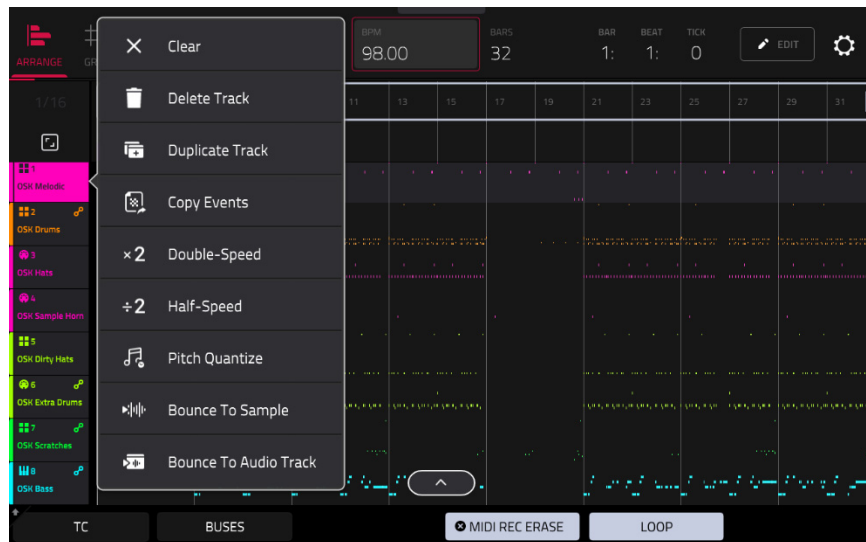 ARRANGE
GR
BPM
98.00
BARS
32
BAR
BEAT
TICK
1:
1:
0
EDIT
Clear
Delete Track
Duplicate Track
Copy Events
×2 Double-Speed
÷2 Half-Speed
Pitch Quantize
Bounce To Sample
Bounce To Audio Track
1/16
11
13
15
17
19
21
23
25
27
29
31
1
OSK Melodic
2
OSK Drums
3
OSK Hats
4
OSK Sample Horn
5
OSK Dirty Hats
6
OSK Extra Drums
7
OSK Scratches
8
OSK Bass
TC
BUSES
MIDI REC ERASE
LOOP